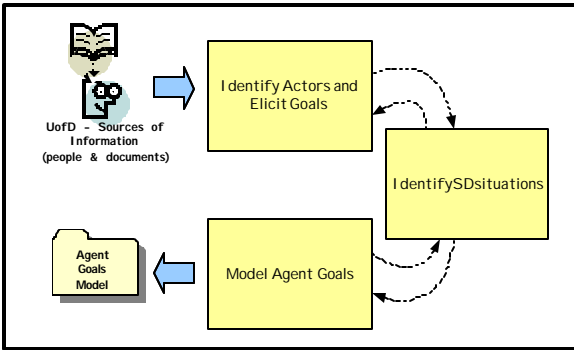 Identify Actors and
Elicit Goals
UofD - Sources of
Information
(people & documents)
IdentifySDsituations
Agent
Goals
Model
Model Agent Goals